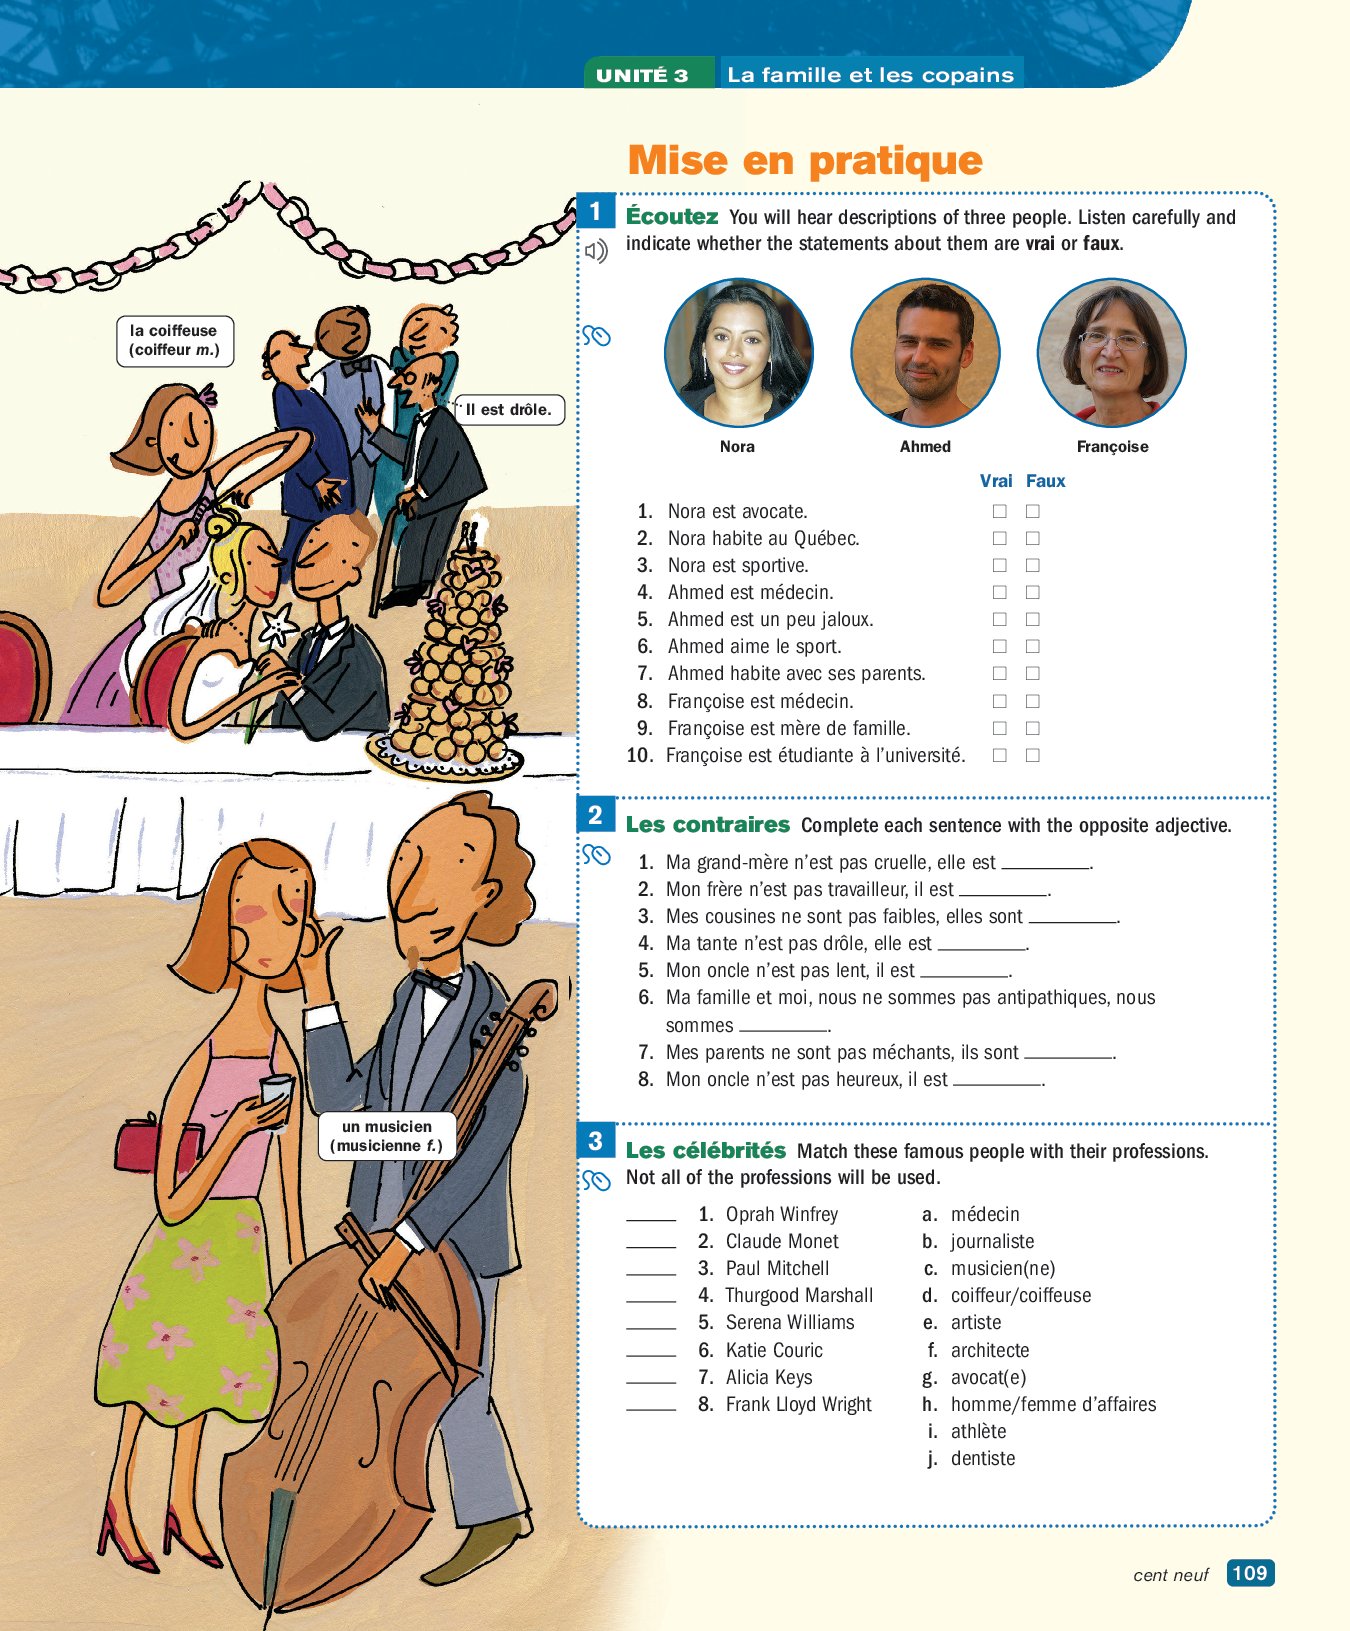 UNITÉ 3 La famille et les copains
Mise en pratique
la coiffeuse
(coiffeur m.)
Il est drôle.
un musicien
(musicienne f.)
1 Écoutez You will hear descriptions of three people. Listen carefully and
indicate whether the statements about them are vrai or faux.
Nora Ahmed Françoise
Vrai Faux
1. Nora est avocate.
2. Nora habite au Québec.
3. Nora est sportive.
4. Ahmed est médecin.
5. Ahmed est un peu jaloux.
6. Ahmed aime le sport.
7. Ahmed habite avec ses parents.
8. Françoise est médecin.
9. Françoise est mère de famille.
10. Françoise est étudiante à l'université.
2 Les contraires Complete each sentence with the opposite adjective.
1. Ma grand-mère n'est pas cruelle, elle est ________.
2. Mon frère n'est pas travailleur, il est ________.
3. Mes cousines ne sont pas faibles, elles sont ________.
4. Ma tante n'est pas drôle, elle est ________.
5. Mon oncle n'est pas lent, il est ________.
6. Ma famille et moi, nous ne sommes pas antipathiques, nous
sommes ________.
7. Mes parents ne sont pas méchants, ils sont ________.
8. Mon oncle n'est pas heureux, il est ________.
3 Les célébrités Match these famous people with their professions.
Not all of the professions will be used.
_____ 1. Oprah Winfrey a. médecin
_____ 2. Claude Monet b. journaliste
_____ 3. Paul Mitchell c. musicien(ne)
_____ 4. Thurgood Marshall d. coiffeur/coiffeuse
_____ 5. Serena Williams e. artiste
_____ 6. Katie Couric f. architecte
_____ 7. Alicia Keys g. avocat(e)
_____ 8. Frank Lloyd Wright h. homme/femme d'affaires
i. athlète
j. dentiste
cent neuf 109